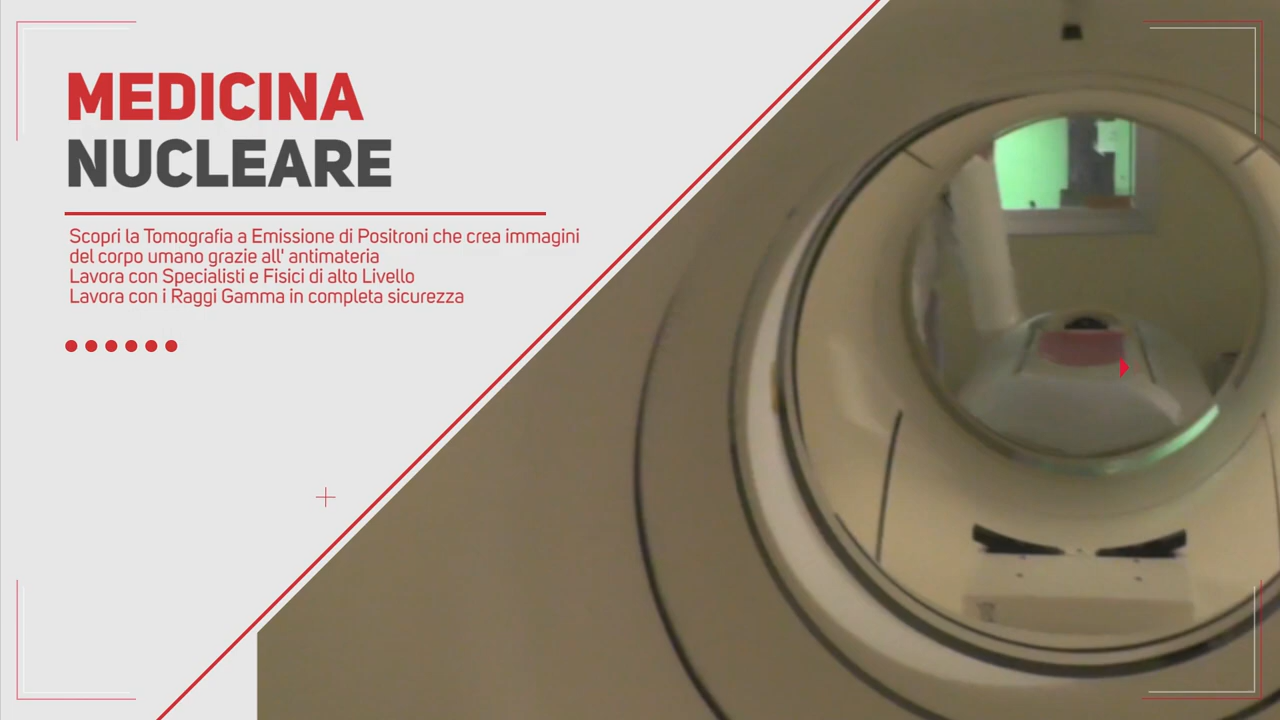 MEDICINA
NUCLEARE
Scopri la Tomografia a Emissione di Positroni che crea immagini
del corpo umano grazie all' antimateria
Lavora con Specialisti e Fisici di alto Livello
Lavora con i Raggi Gamma in completa sicurezza